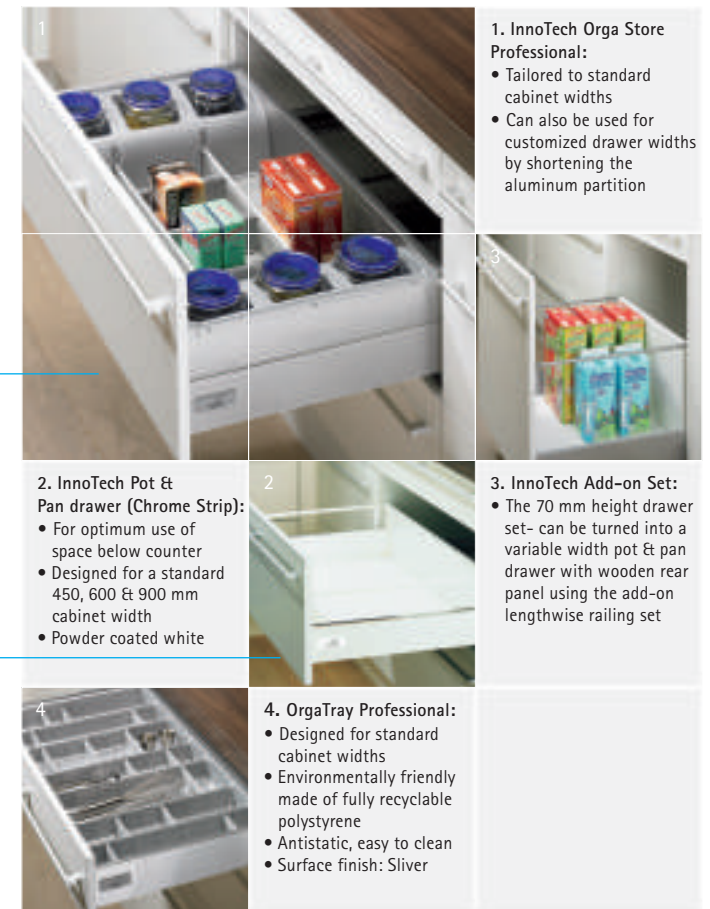 1
1. InnoTech Orga Store
Professional:
• Tailored to standard
cabinet widths
• Can also be used for
customized drawer widths
by shortening the
aluminum partition
3
2. InnoTech Pot &
Pan drawer (Chrome Strip):
• For optimum use of
space below counter
• Designed for a standard
450, 600 & 900 mm
cabinet width
• Powder coated white
2
3. InnoTech Add-on Set:
• The 70 mm height drawer
set- can be turned into a
variable width pot & pan
drawer with wooden rear
panel using the add-on
lengthwise railing set
4
4. OrgaTray Professional:
• Designed for standard
cabinet widths
• Environmentally friendly
made of fully recyclable
polystyrene
• Antistatic, easy to clean
• Surface finish: Sliver